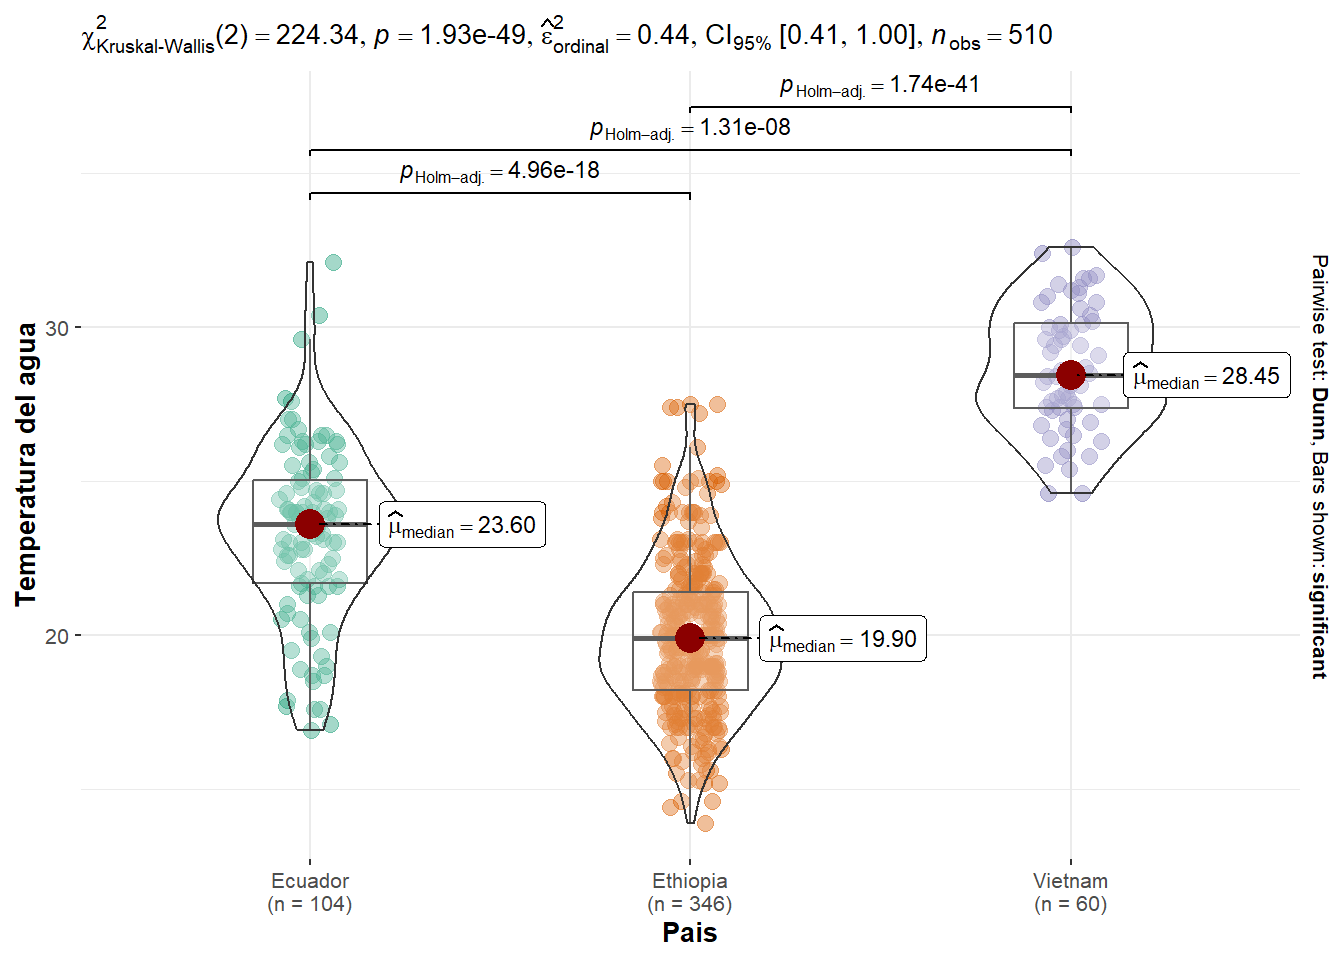 χ²Kruskal-Wallis(2) = 224.34, p = 1.93e-49, ε̂²ordinal = 0.44, CI95% [0.41, 1.00], nobs = 510
pHolm–adj. = 1.74e-41
pHolm–adj. = 1.31e-08
pHolm–adj. = 4.96e-18
Temperatura del agua
30
20
μ̂median = 23.60
μ̂median = 19.90
μ̂median = 28.45
Pairwise test: Dunn, Bars shown: significant
Ecuador
(n = 104)
Ethiopia
(n = 346)
Vietnam
(n = 60)
Pais